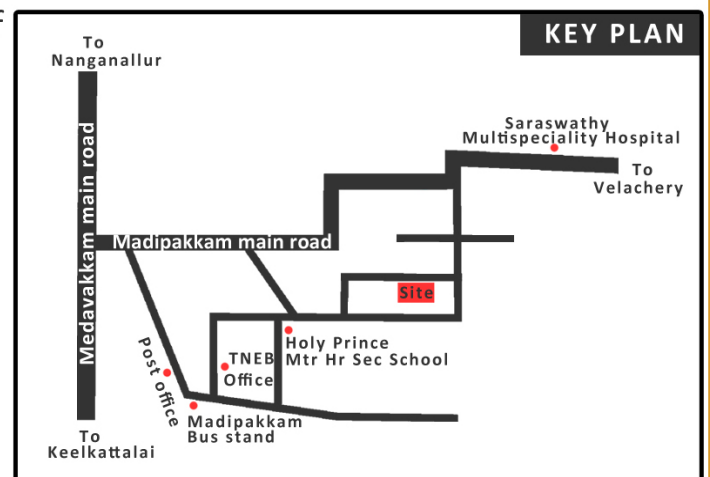 KEY PLAN
To
Nanganallur
Saraswathy
Multispeciality Hospital
To
Velachery
Medavakkam main road
Madipakkam main road
Site
Holy Prince
Mtr Hr Sec School
TNEB
Office
Post office
Madipakkam
Bus stand
To
Keelkattalai